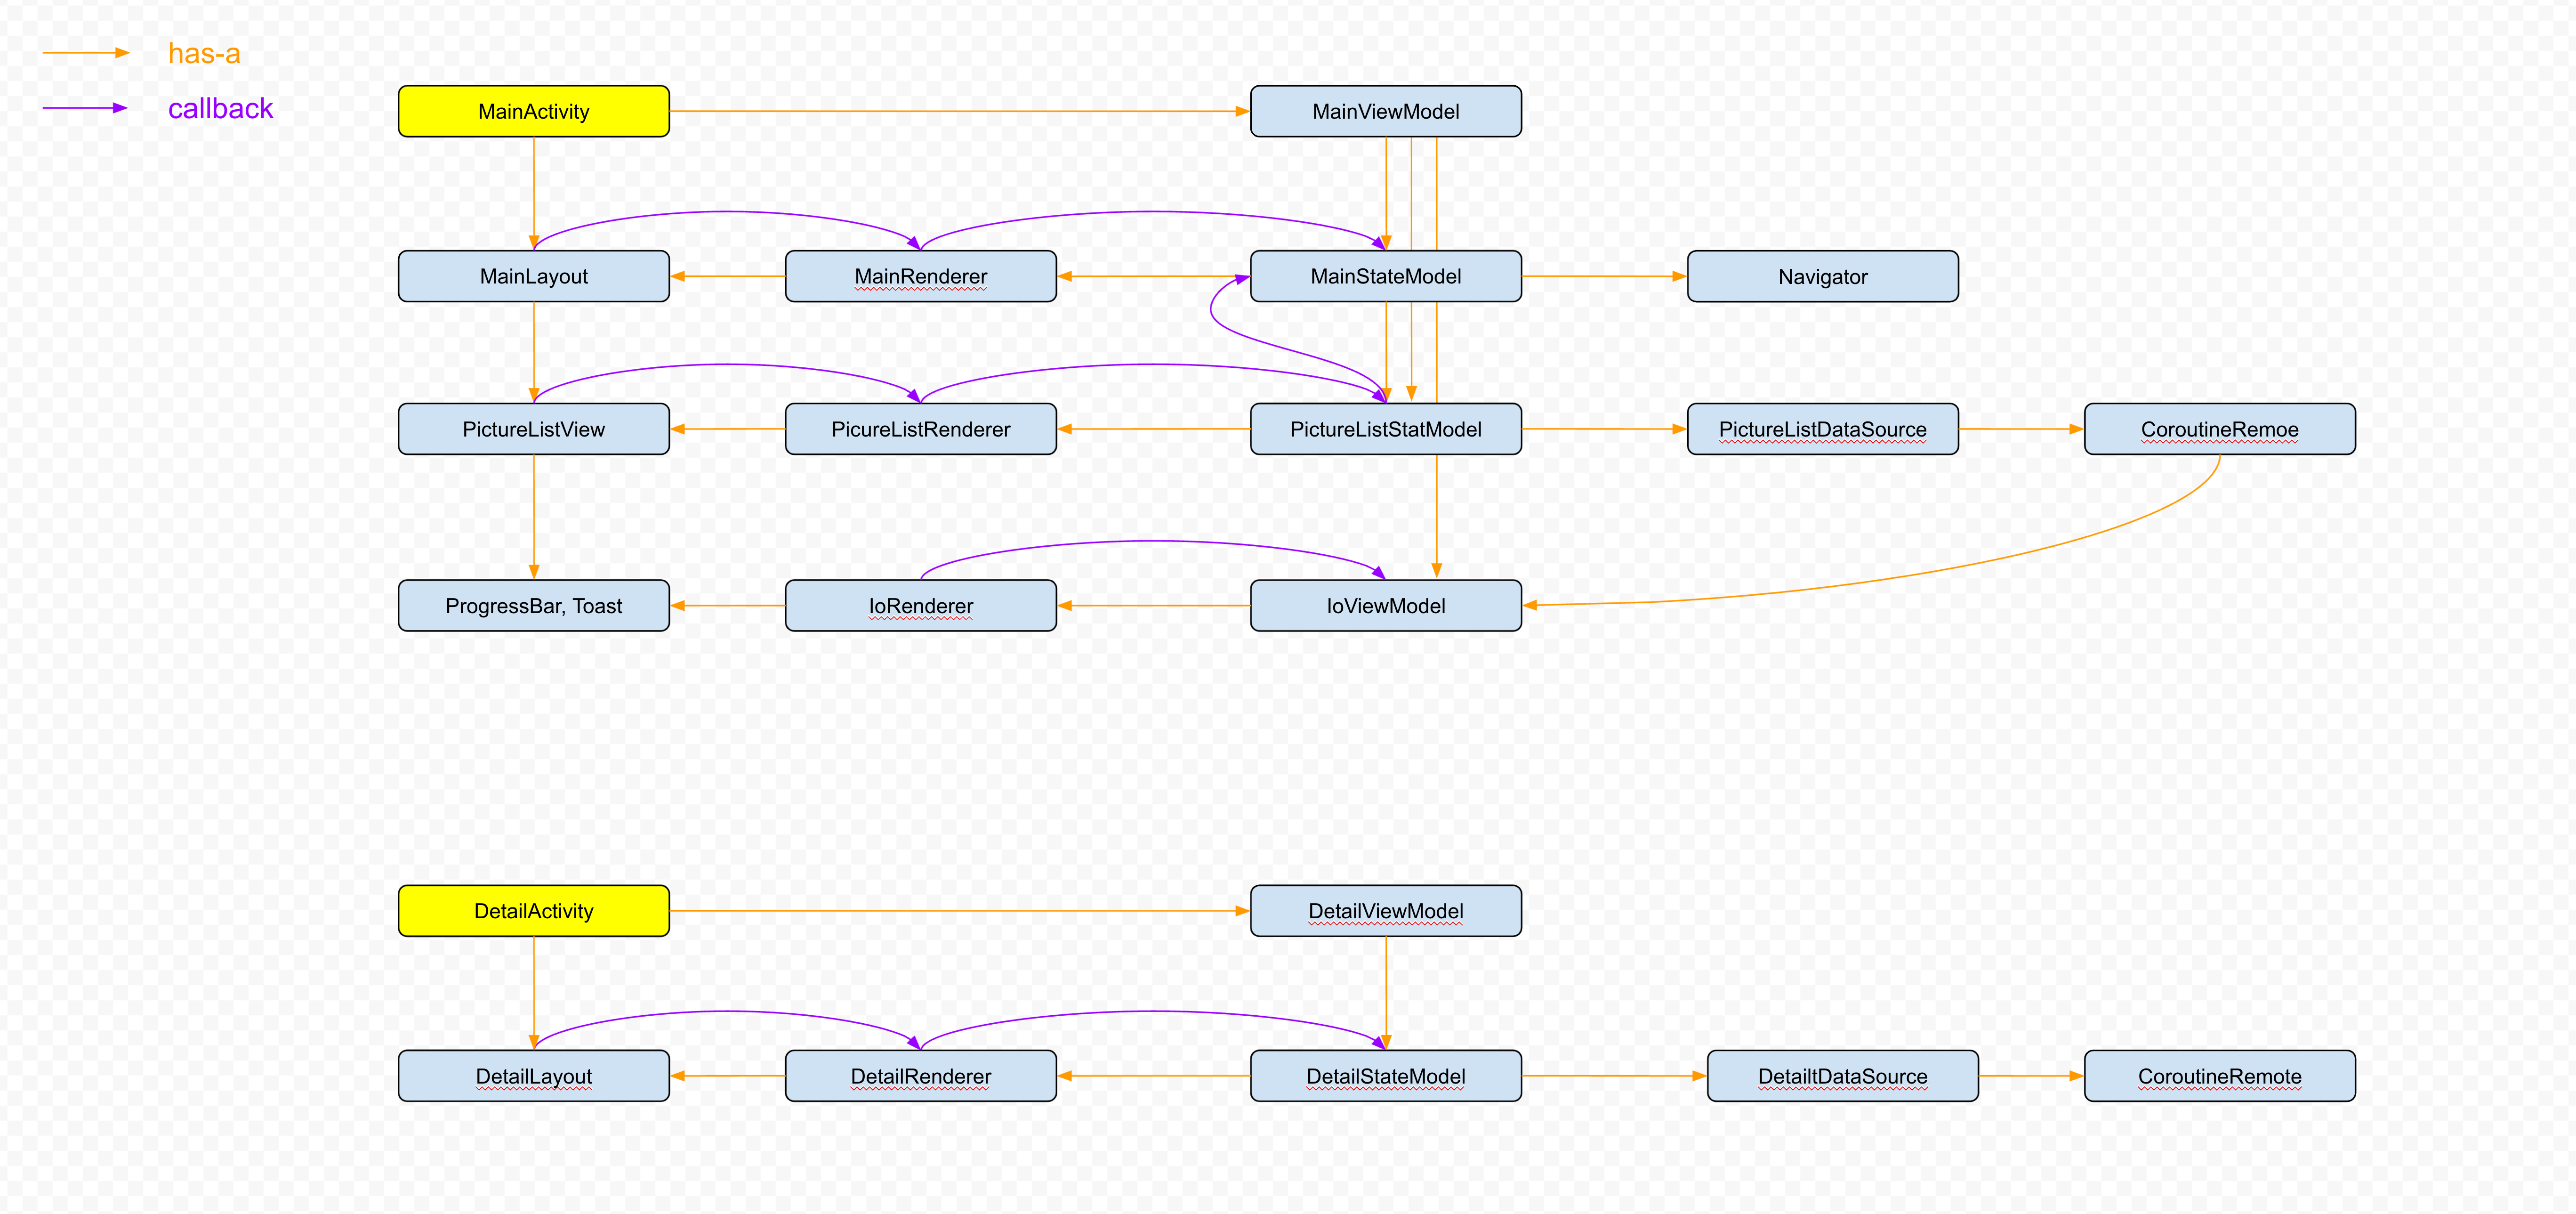 has-a
callback
MainActivity
MainViewModel
MainLayout
MainRenderer
MainStateModel
Navigator
PictureListView
PicureListRenderer
PictureListStatModel
PictureListDataSource
CoroutineRemoe
ProgressBar, Toast
IoRenderer
IoViewModel
DetailActivity
DetailViewModel
DetailLayout
DetailRenderer
DetailStateModel
DetailtDataSource
CoroutineRemote